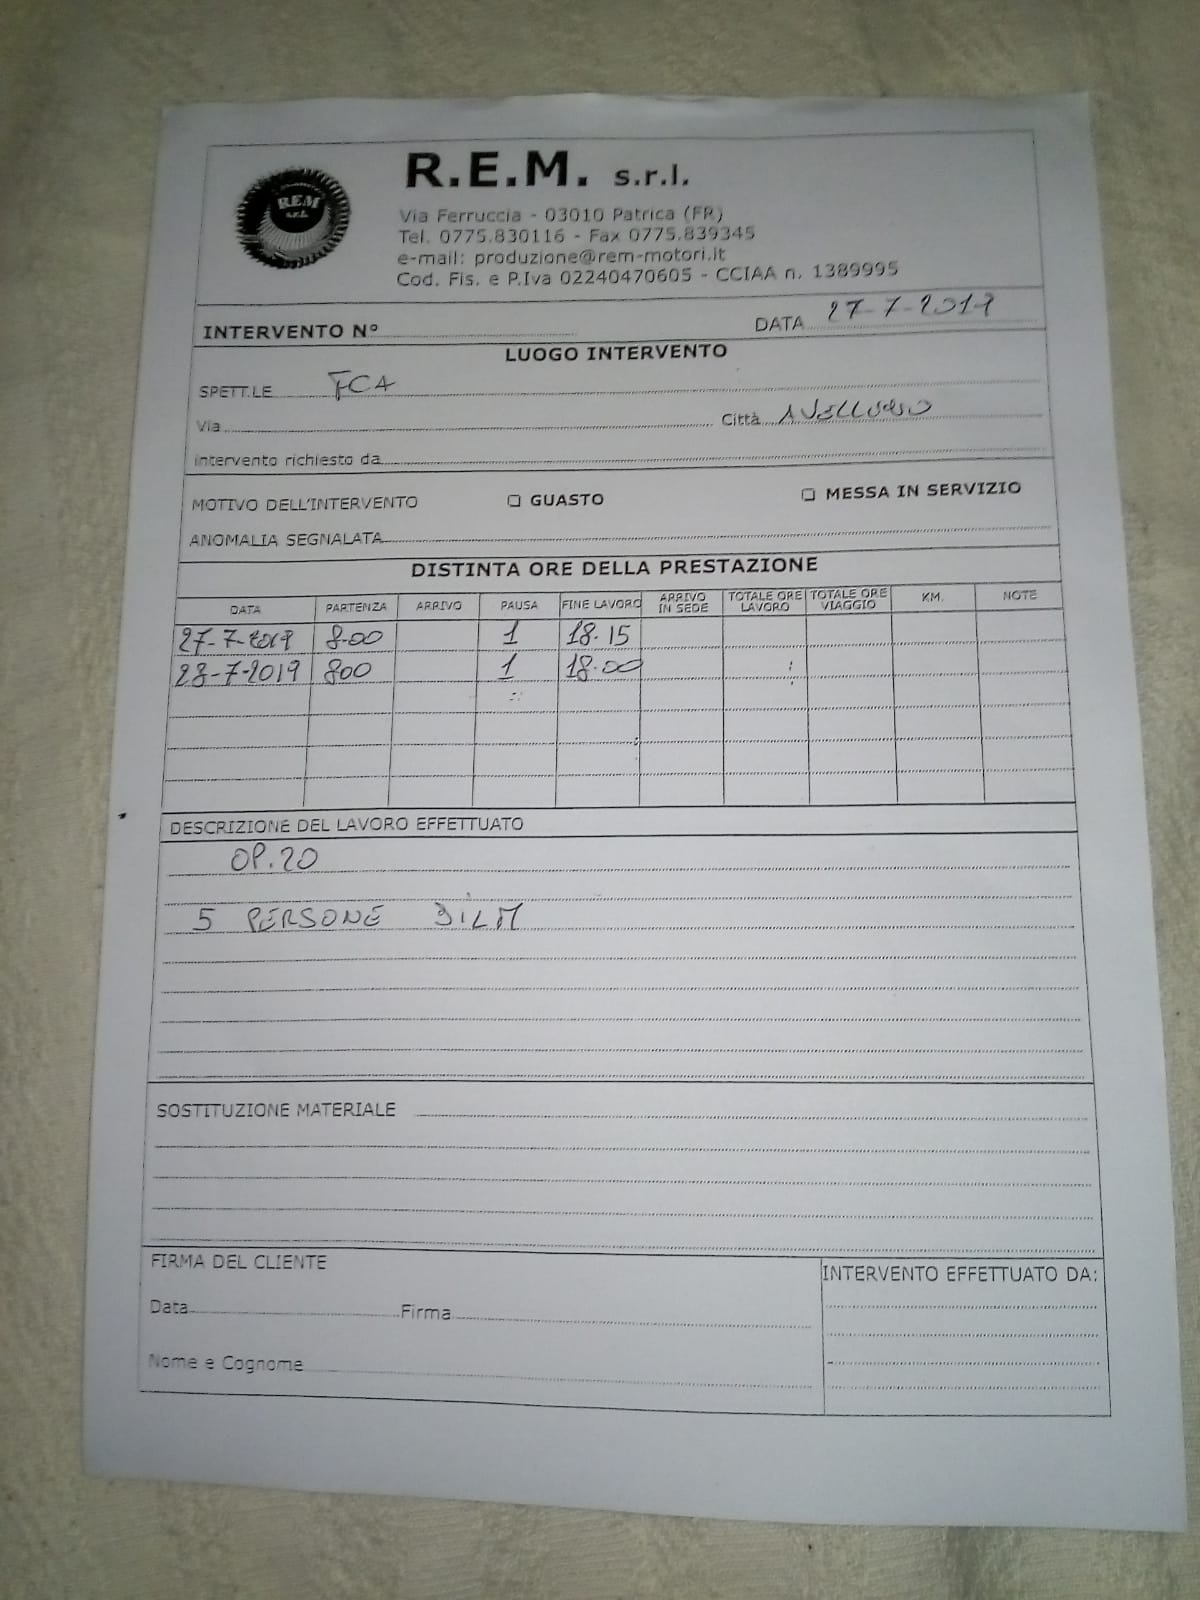 REM
s.r.l.
R.E.M. s.r.l.
Via Ferruccia - 03010 Patrica (FR)
Tel. 0775.830116 - Fax 0775.839345
e-mail: produzione@rem-motori.it
Cod. Fis. e P.Iva 02240470605 - CCIAA n. 1389995
INTERVENTO N° DATA 27-7-2019
LUOGO INTERVENTO
SPETT.LE FCA
Via Città AVELLINO
Intervento richiesto da
MOTIVO DELL'INTERVENTO GUASTO MESSA IN SERVIZIO
ANOMALIA SEGNALATA
DISTINTA ORE DELLA PRESTAZIONE
DATA PARTENZA ARRIVO PAUSA FINE LAVORO ARRIVO IN SEDE TOTALE ORE LAVORO TOTALE ORE VIAGGIO KM. NOTE
27-7-2019 8.00 1 18.15
28-7-2019 800 1 18.00
DESCRIZIONE DEL LAVORO EFFETTUATO
OP.20
5 PERSONE
SOSTITUZIONE MATERIALE
FIRMA DEL CLIENTE INTERVENTO EFFETTUATO DA:
Data Firma
Nome e Cognome